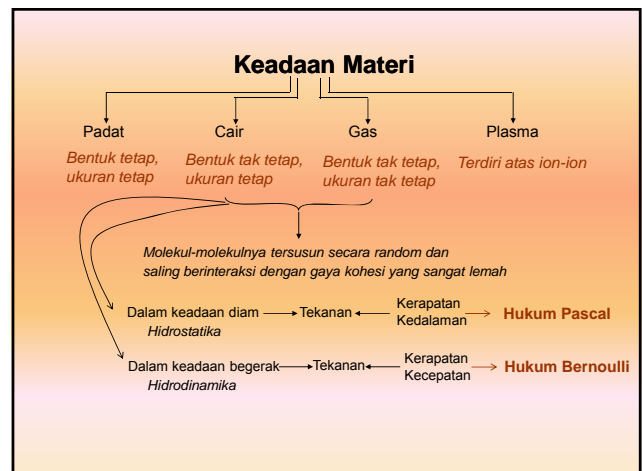 Keadaan Materi
Padat
Bentuk tetap,
ukuran tetap
Cair
Bentuk tak tetap,
ukuran tetap
Gas
Bentuk tak tetap,
ukuran tak tetap
Plasma
Terdiri atas ion-ion
Molekul-molekulnya tersusun secara random dan
saling berinteraksi dengan gaya kohesi yang sangat lemah
Dalam keadaan diam
Hidrostatika
Tekanan
Kerapatan
Kedalaman
Hukum Pascal
Dalam keadaan begerak
Hidrodinamika
Tekanan
Kerapatan
Kecepatan
Hukum Bernoulli